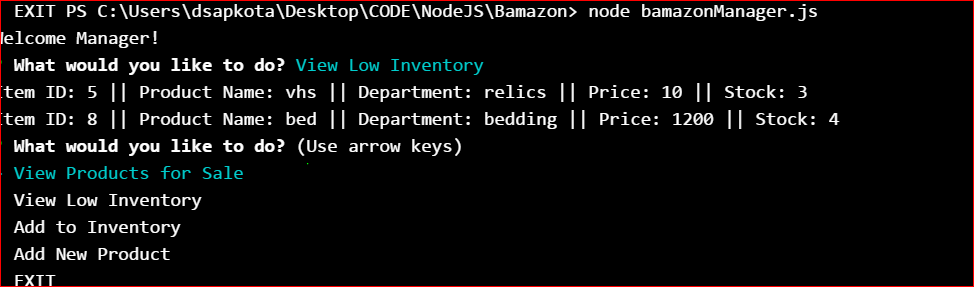 EXIT PS C:\Users\dsapkota\Desktop\CODE\NodeJS\Bamazon> node bamazonManager.js
Welcome Manager!
What would you like to do? View Low Inventory
Item ID: 5 || Product Name: vhs || Department: relics || Price: 10 || Stock: 3
Item ID: 8 || Product Name: bed || Department: bedding || Price: 1200 || Stock: 4
What would you like to do? (Use arrow keys)
View Products for Sale
View Low Inventory
Add to Inventory
Add New Product
EXIT